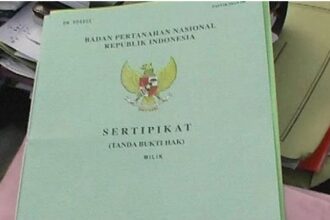 BADAN PERTANAHAN NASIONAL
REPUBLIK INDONESIA
SERTIPIKAT
(TANDA BUKTI HAK)
MILIK